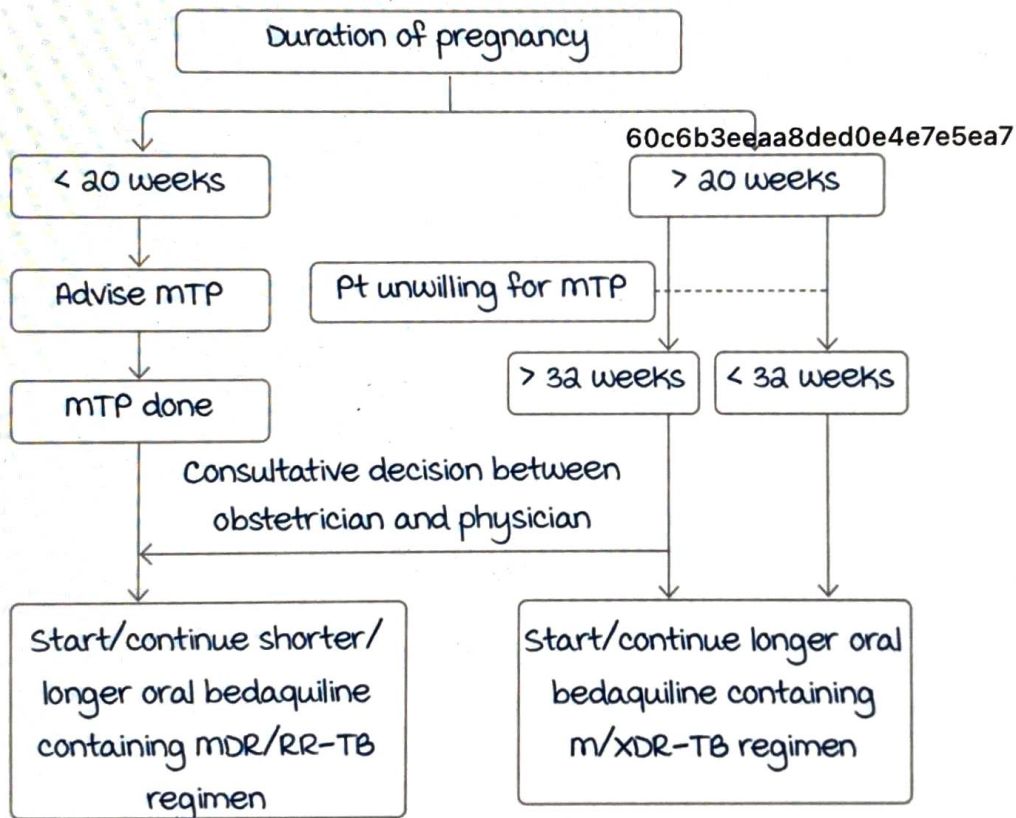 Duration of pregnancy
60c6b3eeaa8ded0e4e7e5ea7
< 20 weeks
> 20 weeks
Advise MTP
Pt unwilling for MTP
> 32 weeks
< 32 weeks
MTP done
Consultative decision between
obstetrician and physician
Start/continue shorter/
longer oral bedaquiline
containing MDR/RR-TB
regimen
Start/continue longer oral
bedaquiline containing
M/XDR-TB regimen